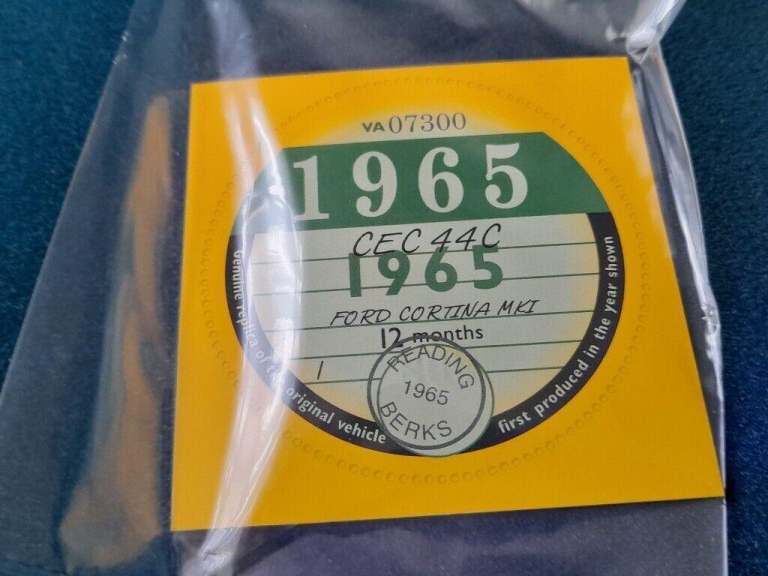 VA07300
1965
CEC 44C
1965
FORD CORTINA MKI
12 months
1
READING
1965
BERKS
Genuine replica of the original vehicle
first produced in the year shown